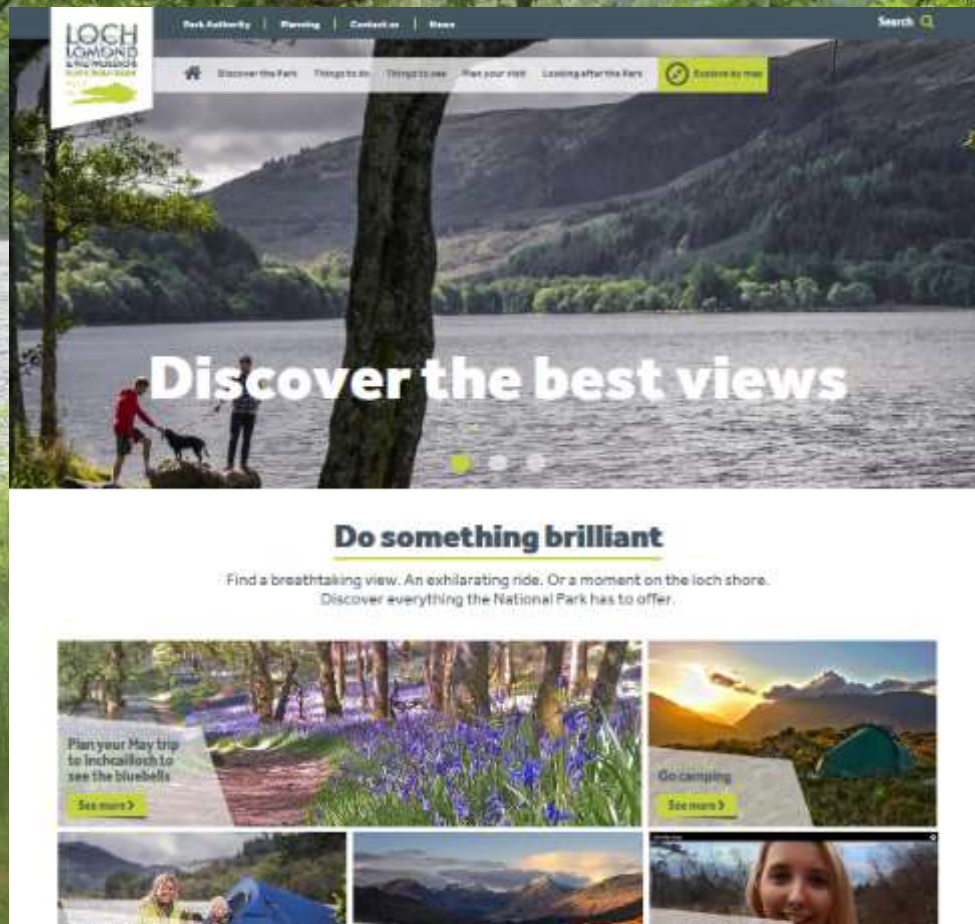 Park Authority
Planning
Contact us
News
Search
LOCH
LOMOND
Discover the Park
Things to do
Things to see
Plan your visit
Looking after the Park
Explore by map
Discover the best views
Do something brilliant
Find a breathtaking view. An exhilarating ride. Or a moment on the loch shore.
Discover everything the National Park has to offer.
Plan your May trip
to Inchcailloch to
see the bluebells
See more
Go camping
See more